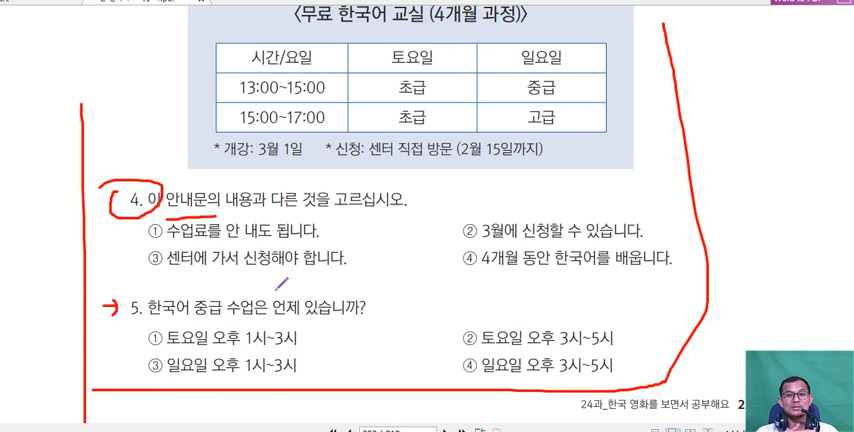 <무료 한국어 교실 (4개월 과정)>
시간/요일 토요일 일요일
13:00~15:00 초급 중급
15:00~17:00 초급 고급
* 개강: 3월 1일 * 신청: 센터 직접 방문 (2월 15일까지)
4. 이 안내문의 내용과 다른 것을 고르십시오.
① 수업료를 안 내도 됩니다. ② 3월에 신청할 수 있습니다.
③ 센터에 가서 신청해야 합니다. ④ 4개월 동안 한국어를 배웁니다.
5. 한국어 중급 수업은 언제 있습니까?
① 토요일 오후 1시~3시 ② 토요일 오후 3시~5시
③ 일요일 오후 1시~3시 ④ 일요일 오후 3시~5시
24과_한국 영화를 보면서 공부해요 2